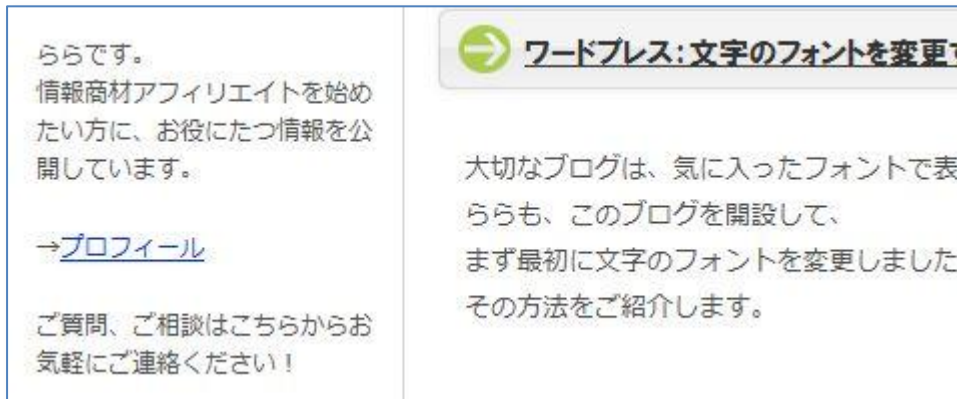 ららです。
情報商材アフィリエイトを始め
たい方に、お役にたつ情報を公
開しています。
→プロフィール
ご質問、ご相談はこちらからお
気軽にご連絡ください！
ワードプレス：文字のフォントを変更す
大切なブログは、気に入ったフォントで表
ららも、このブログを開設して、
まず最初に文字のフォントを変更しました
その方法をご紹介します。